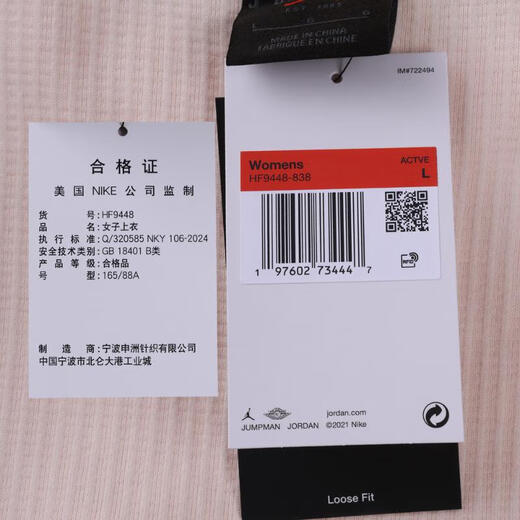 L G G
MADE IN CHINA
FABRIQUÉ EN CHINE
IM#722494
Womens
HF9448-838
ACTVE
L
1 97602 73444 7
RFID
jordan.com
JUMPMAN JORDAN ©2021 Nike
Loose Fit
合格证
美国 NIKE 公司监制
货号:HF9448
品名:女子上衣
执行标准:Q/320585 NKY 106-2024
安全技术类别:GB 18401 B类
产品等级:合格品
号型:165/88A
制造商:宁波申洲针织有限公司
中国宁波市北仑大港工业城